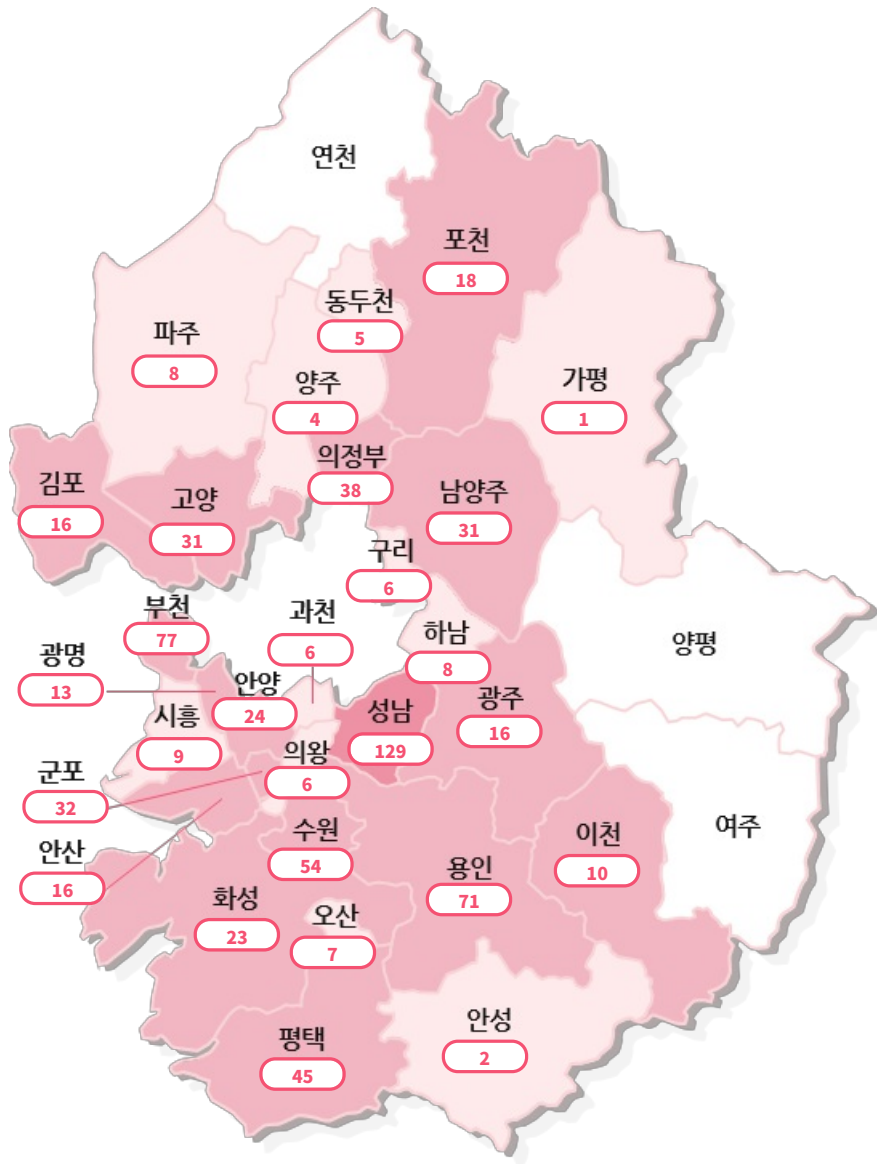 연천
포천
18
동두천
5
파주
8
양주
4
가평
1
의정부
38
김포
16
고양
31
남양주
31
구리
6
부천
77
과천
6
하남
8
양평
광명
13
안양
24
시흥
9
성남
129
광주
16
의왕
6
군포
32
수원
54
이천
10
여주
안산
16
용인
71
화성
23
오산
7
안성
2
평택
45